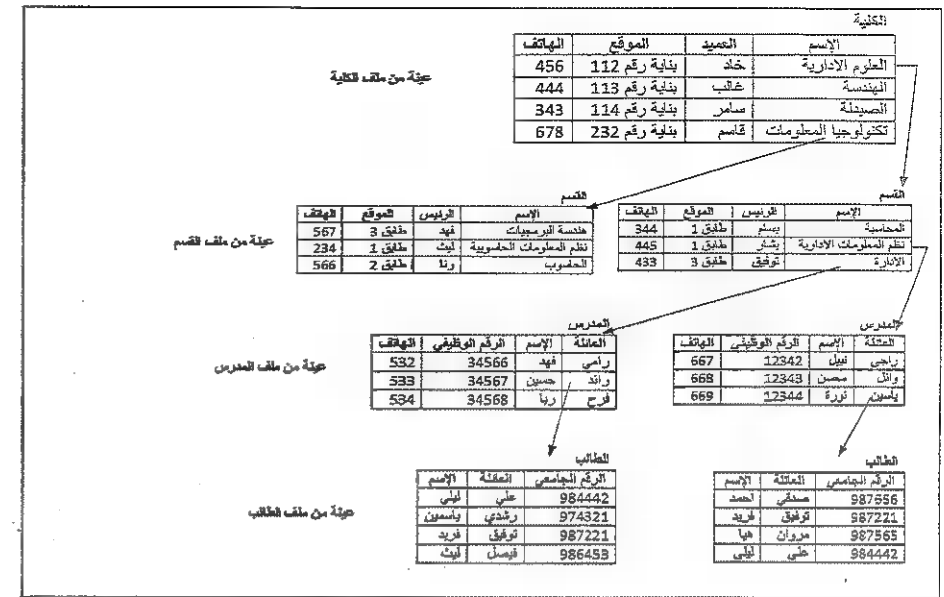 الكلية
الإسم العميد الموقع الهاتف
العلوم الادارية خالد بناية رقم 112 456
الهندسة غالب بناية رقم 113 444
الصيدلة سامر بناية رقم 114 343
تكنولوجيا المعلومات قاسم بناية رقم 232 678
عينة من ملف الكلية
القسم
الإسم الرئيس الموقع الهاتف
المحاسبة بسام طابق 1 344
نظم المعلومات الادارية بشار طابق 1 445
الادارة توفيق طابق 3 433
القسم
الإسم الرئيس الموقع الهاتف
هندسة البرمجيات فهد طابق 3 567
نظم المعلومات الحاسوبية ليث طابق 1 234
الحاسوب رنا طابق 2 566
عينة من ملف القسم
المدرس
العائلة الإسم الرقم الوظيفي الهاتف
راجي نبيل 12342 667
وائل محسن 12343 668
ياسين نورة 12344 669
المدرس
العائلة الإسم الرقم الوظيفي الهاتف
رامي فهد 34566 532
رائد حسين 34567 533
فرح ربا 34568 534
عينة من ملف المدرس
الطالب
الرقم الجامعي العائلة الإسم
987656 صدقي احمد
987221 توفيق فريد
987565 مروان هيا
984442 علي ليلى
الطالب
الرقم الجامعي العائلة الإسم
984442 علي ليلى
974321 رشدي ياسمين
987221 توفيق فريد
986453 فيصل ليث
عينة من ملف الطالب